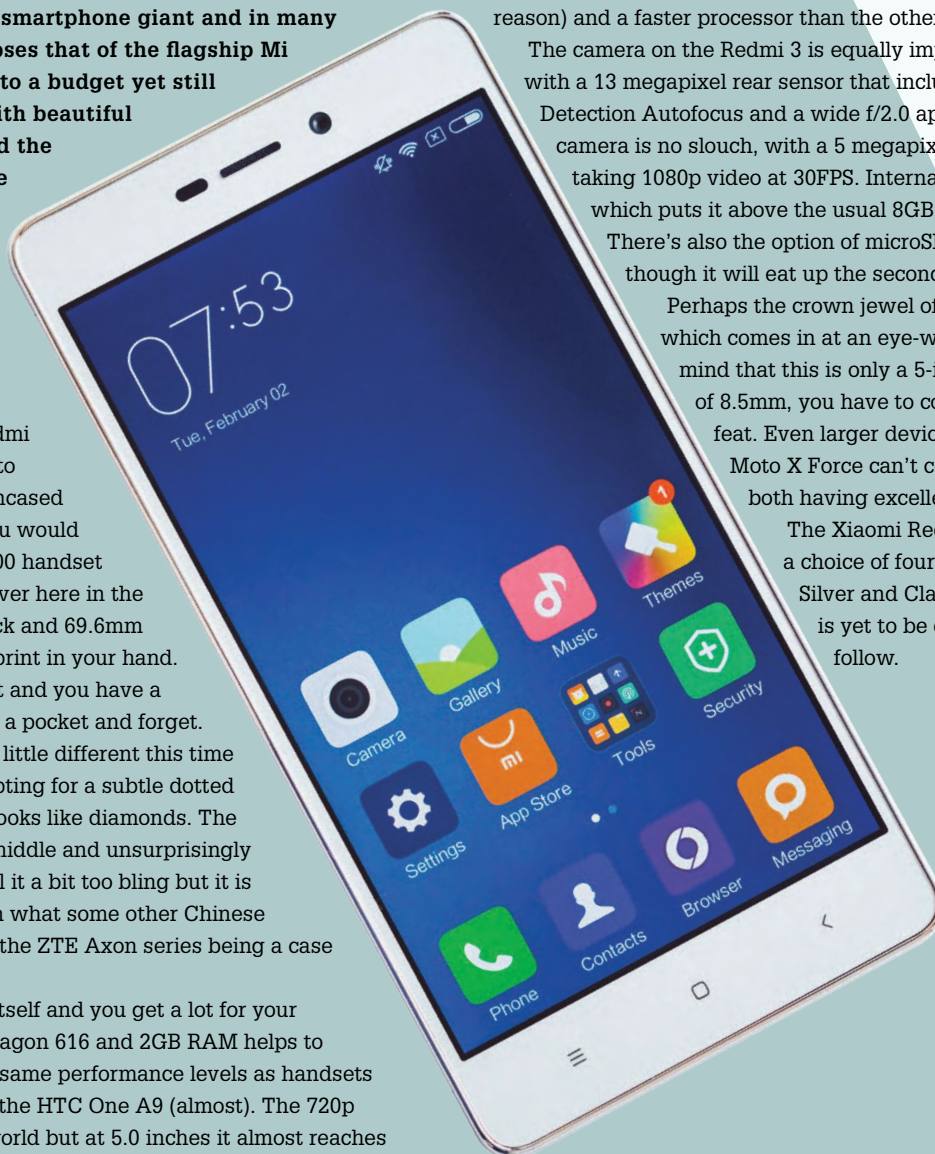 smartphone giant and in many
oses that of the flagship Mi
to a budget yet still
ith beautiful
d the
e
dmi
to
ncased
u would
00 handset
ver here in the
ck and 69.6mm
print in your hand.
t and you have a
a pocket and forget.
little different this time
pting for a subtle dotted
ooks like diamonds. The
middle and unsurprisingly
l it a bit too bling but it is
n what some other Chinese
the ZTE Axon series being a case
tself and you get a lot for your
ragon 616 and 2GB RAM helps to
same performance levels as handsets
the HTC One A9 (almost). The 720p
world but at 5.0 inches it almost reaches
07:53
Tue, February 02
1
Camera
Gallery
Music
Themes
Settings
mi
App Store
Tools
Security
Phone
Contacts
Browser
Messaging
reason) and a faster processor than the other
The camera on the Redmi 3 is equally im
with a 13 megapixel rear sensor that inclu
Detection Autofocus and a wide f/2.0 ap
camera is no slouch, with a 5 megapix
taking 1080p video at 30FPS. Interna
which puts it above the usual 8GB
There's also the option of microSI
though it will eat up the second
Perhaps the crown jewel of
which comes in at an eye-w
mind that this is only a 5-i
of 8.5mm, you have to co
feat. Even larger devic
Moto X Force can't c
both having excelle
The Xiaomi Rec
a choice of four
Silver and Cla
is yet to be
follow.